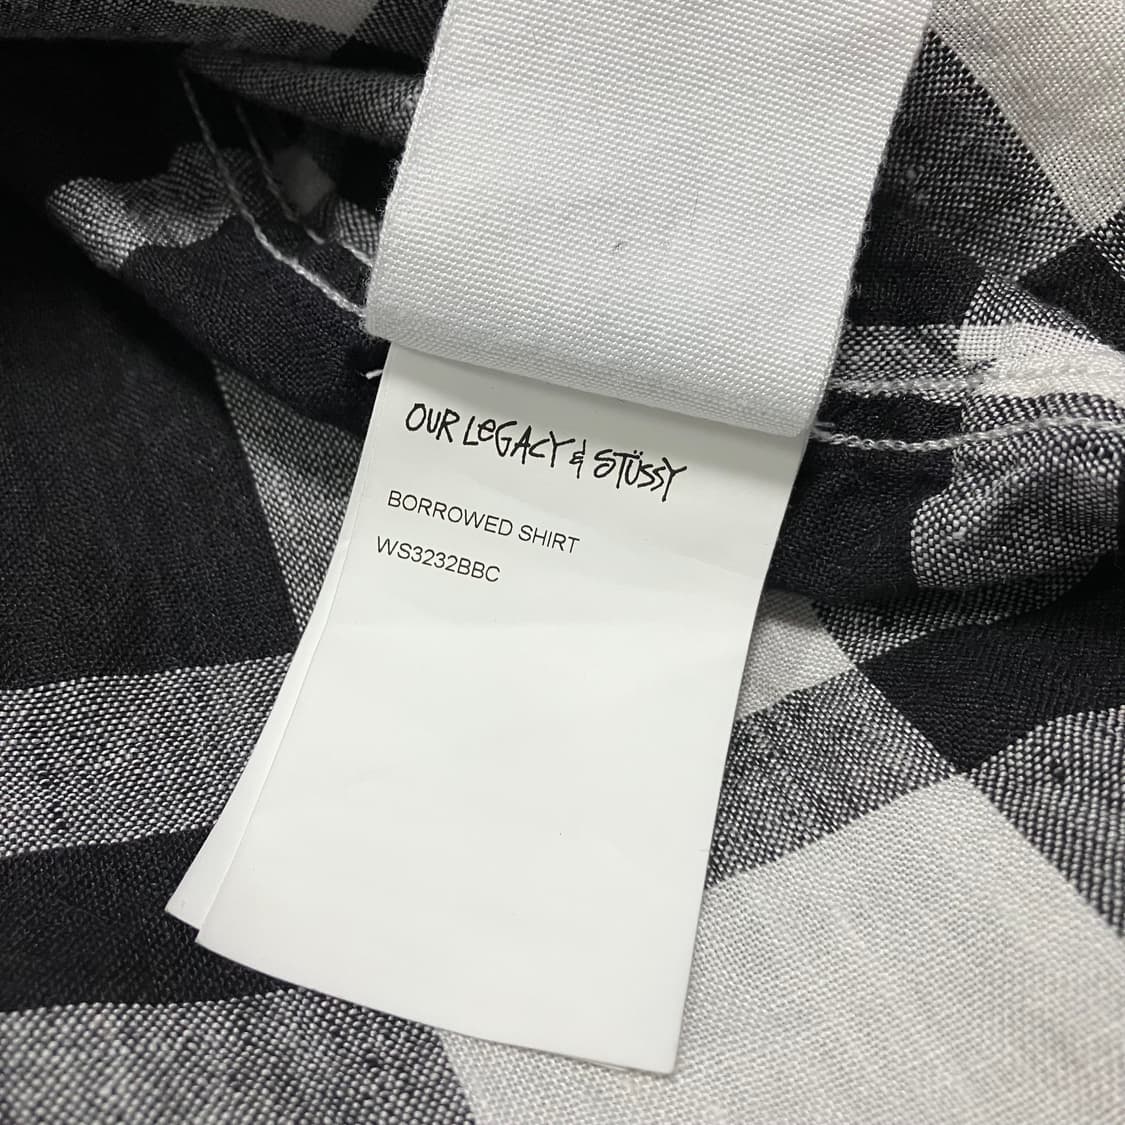 OUR LeGACY & STÜSSY
BORROWED SHIRT
WS3232BBC